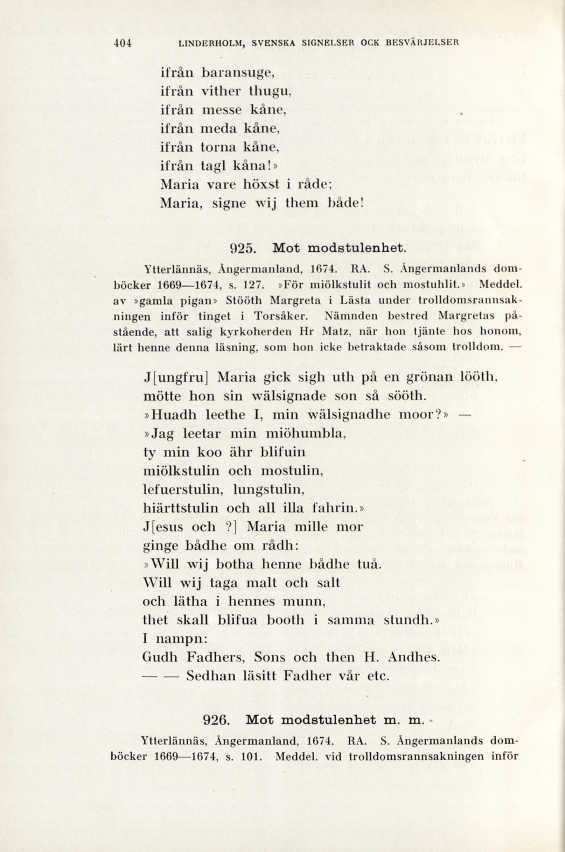 404 LINDERHOLM, SVENSKA SIGNELSER OCK BESVÄRJELSER
ifrån baransuge,
ifrån vither thugu,
ifrån messe kåne,
ifrån meda kåne,
ifrån torna kåne,
ifrån tagl kåna!»
Maria vare höxst i råde;
Maria, signe wij them både!
925. Mot modstulenhet.
Ytterlännäs, Ångermanland, 1674. RA. S. Ångermanlands dom-
böcker 1669—1674, s. 127. »För miölkstulit och mostuhlit.» Meddel.
av »gamla pigan» Stööth Margreta i Lästa under trolldomsrannsak-
ningen inför tinget i Torsåker. Nämnden bestred Margretas på-
stående, att salig kyrkoherden Hr Matz, när hon tjänte hos honom,
lärt henne denna läsning, som hon icke betraktade såsom trolldom. —
J[ungfru] Maria gick sigh uth på en grönan lööth,
mötte hon sin wälsignade son så sööth.
»Huadh leethe I, min wälsignadhe moor?» —
»Jag leetar min miöhumbla,
ty min koo ähr blifuin
miölkstulin och mostulin,
lefuerstulin, lungstulin,
hiärttstulin och all illa fahrin.»
J[esus och ?] Maria mille mor
ginge bådhe om rådh:
»Will wij botha henne bådhe tuå.
Will wij taga malt och salt
och lätha i hennes munn,
thet skall blifua booth i samma stundh.»
I nampn:
Gudh Fadhers, Sons och then H. Andhes.
— — Sedhan läsitt Fadher vår etc.
926. Mot modstulenhet m. m.
Ytterlännäs, Ångermanland, 1674. RA. S. Ångermanlands dom-
böcker 1669—1674, s. 101. Meddel. vid trolldomsrannsakningen inför